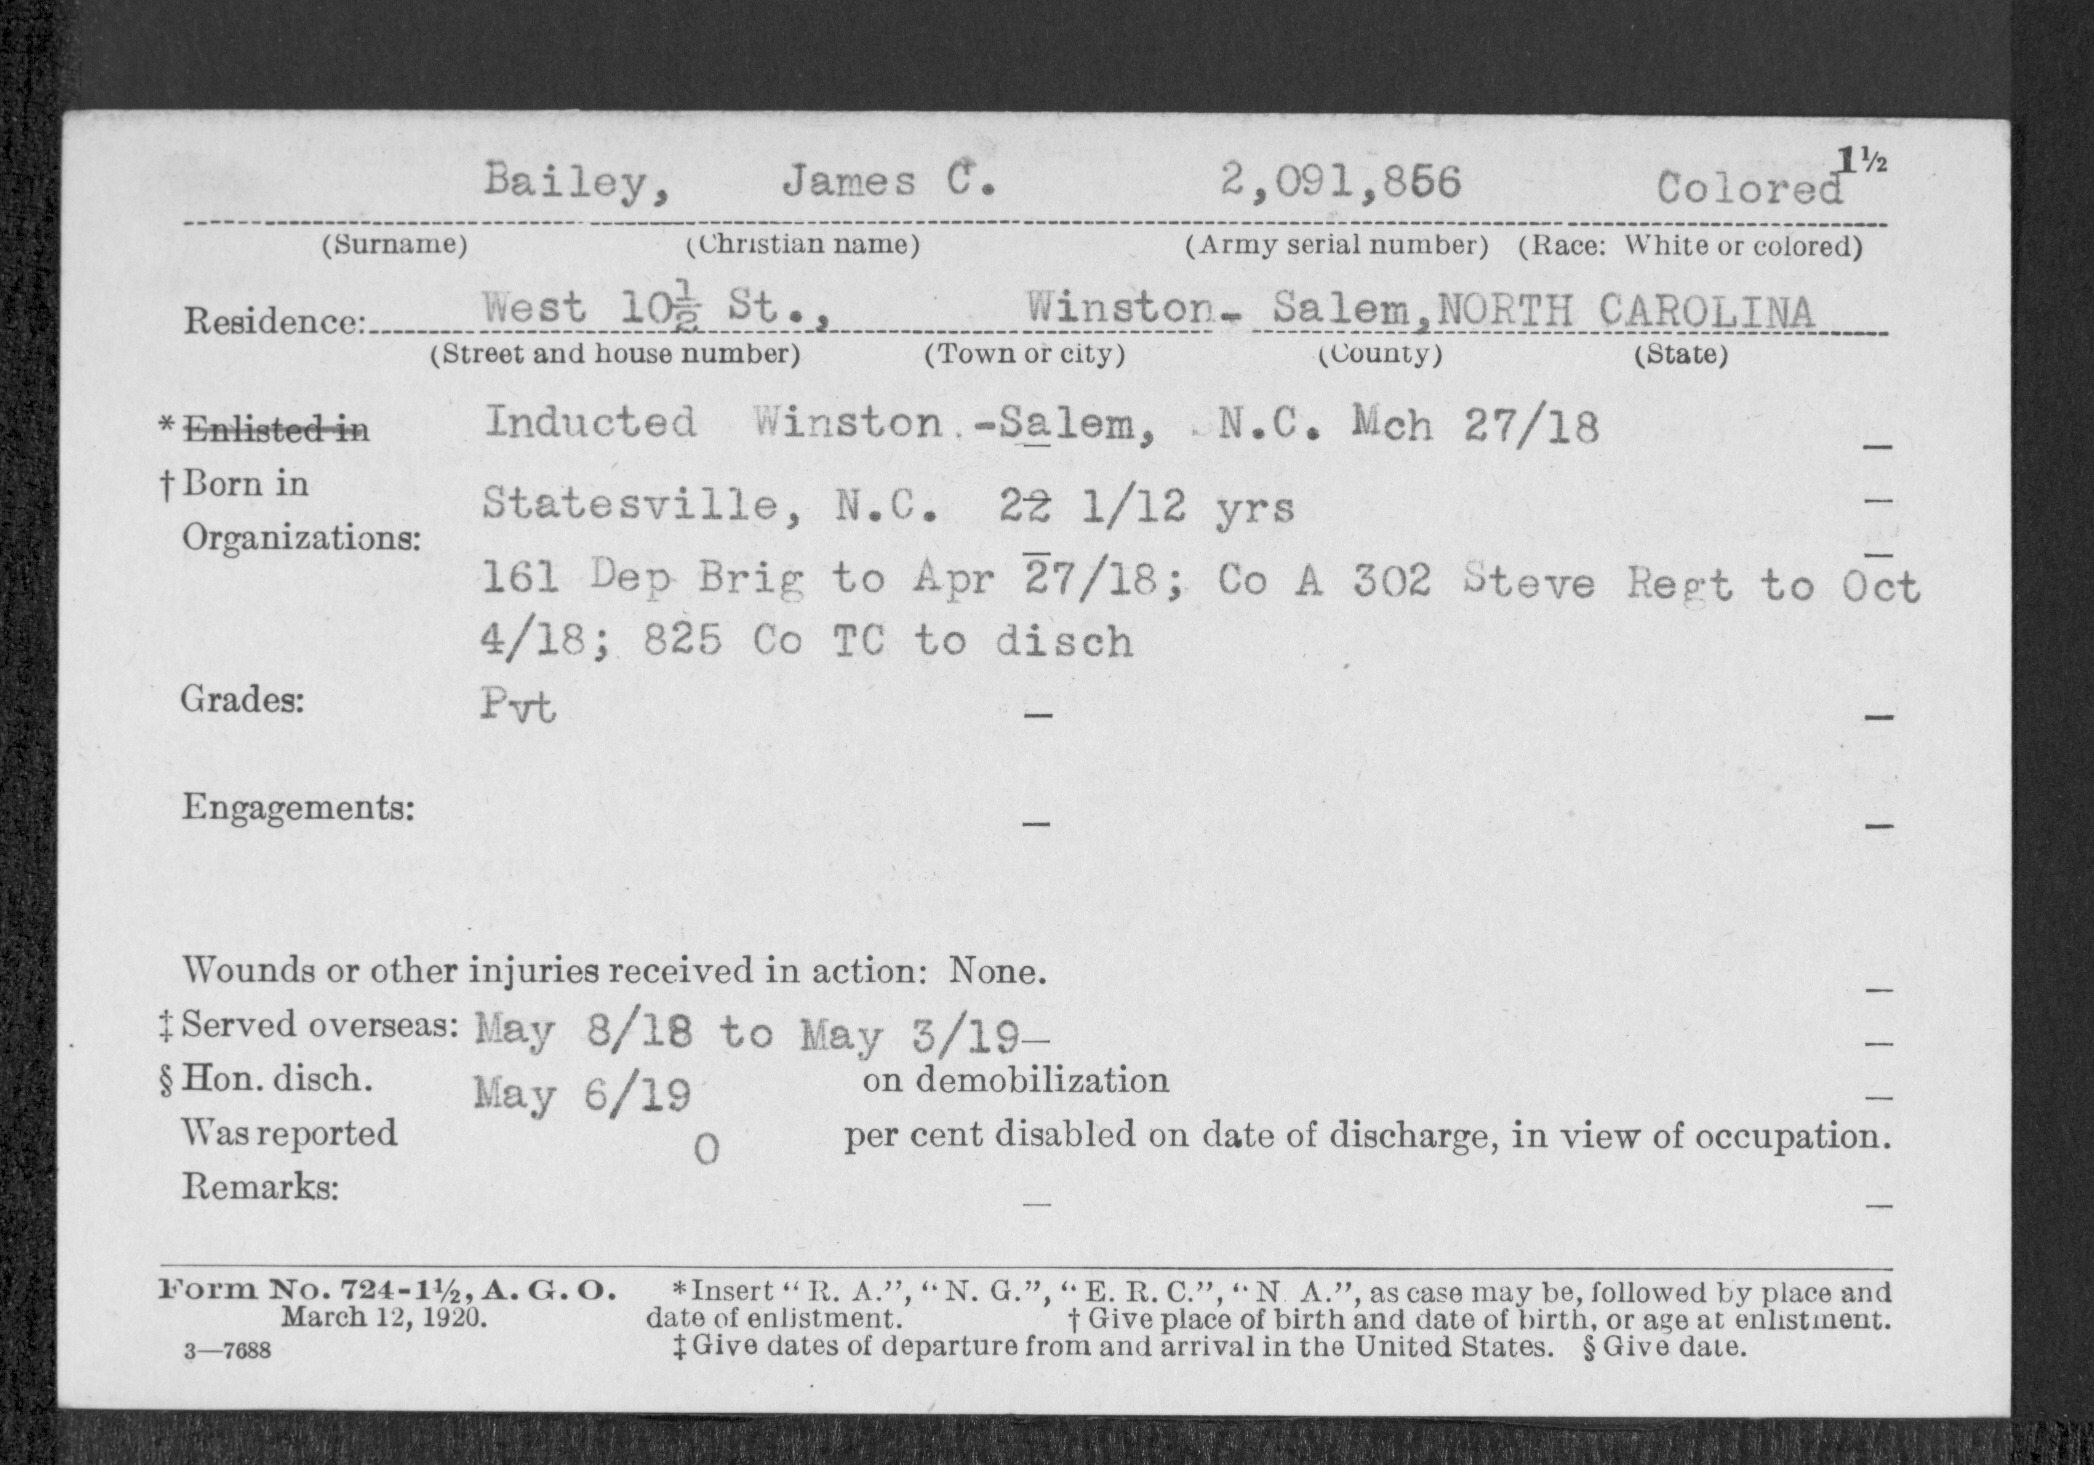 1½
Bailey, James C. 2,091,856 Colored
(Surname) (Christian name) (Army serial number) (Race: White or colored)
Residence: West 10½ St., Winston- Salem, NORTH CAROLINA
(Street and house number) (Town or city) (County) (State)
* Enlisted in Inducted Winston -Salem, N.C. Mch 27/18
† Born in Statesville, N.C. 22 1/12 yrs
Organizations: 161 Dep Brig to Apr 27/18; Co A 302 Steve Regt to Oct
4/18; 825 Co TC to disch
Grades: Pvt
Engagements:
Wounds or other injuries received in action: None.
‡ Served overseas: May 8/18 to May 3/19
§ Hon. disch. May 6/19 on demobilization
Was reported 0 per cent disabled on date of discharge, in view of occupation.
Remarks:
Form No. 724-1½, A. G. O. * Insert "R. A.", "N. G.", "E. R. C.", "N. A.", as case may be, followed by place and
March 12, 1920. date of enlistment. † Give place of birth and date of birth, or age at enlistment.
3—7688 ‡ Give dates of departure from and arrival in the United States. § Give date.